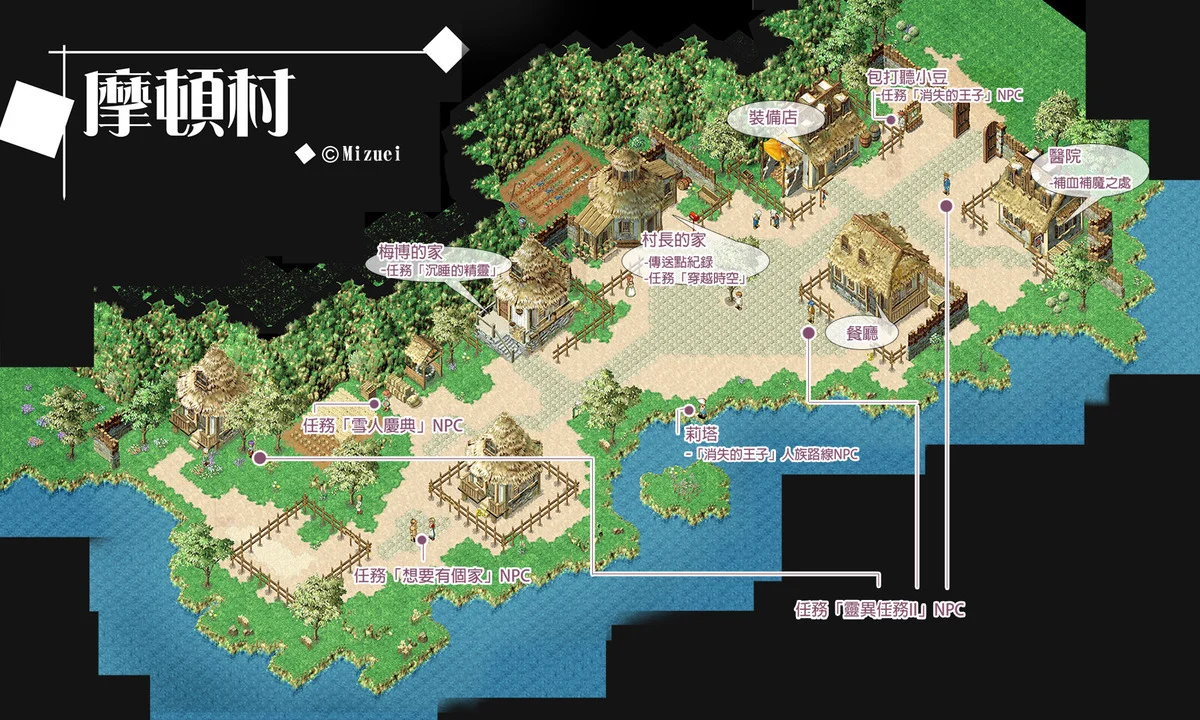 摩頓村
©Mizuei
包打聽小豆
-任務「消失的王子」NPC
裝備店
醫院
-補血補魔之處
村長的家
-傳送點紀錄
-任務「穿越時空」
梅博的家
-任務「沉睡的精靈」
餐廳
任務「雪人慶典」NPC
莉塔
-「消失的王子」人族路線NPC
任務「想要有個家」NPC
任務「靈異任務II」NPC